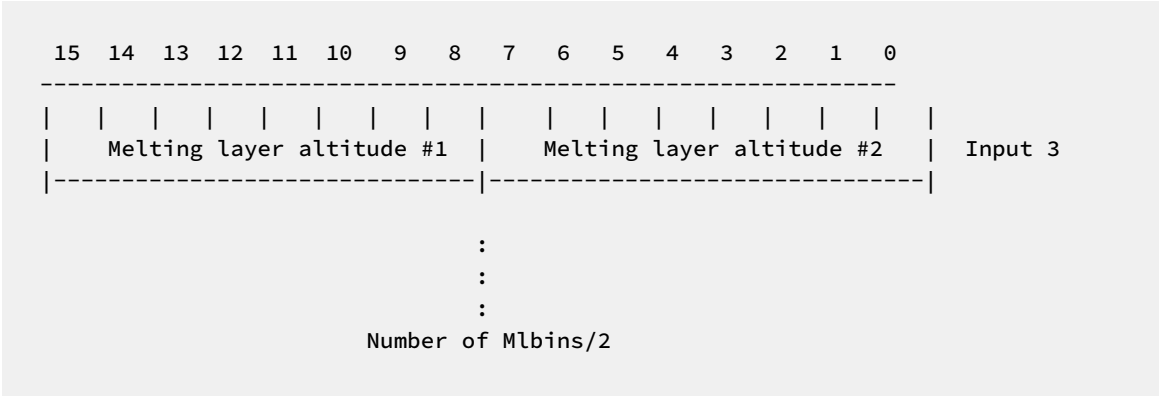 15 14 13 12 11 10 9 8 7 6 5 4 3 2 1 0
---------------------------------------------------------------
| | | | | | | | | | | | | | | | |
| Melting layer altitude #1 | Melting layer altitude #2 | Input 3
|-------------------------------|--------------------------------|
:
:
:
Number of Mlbins/2